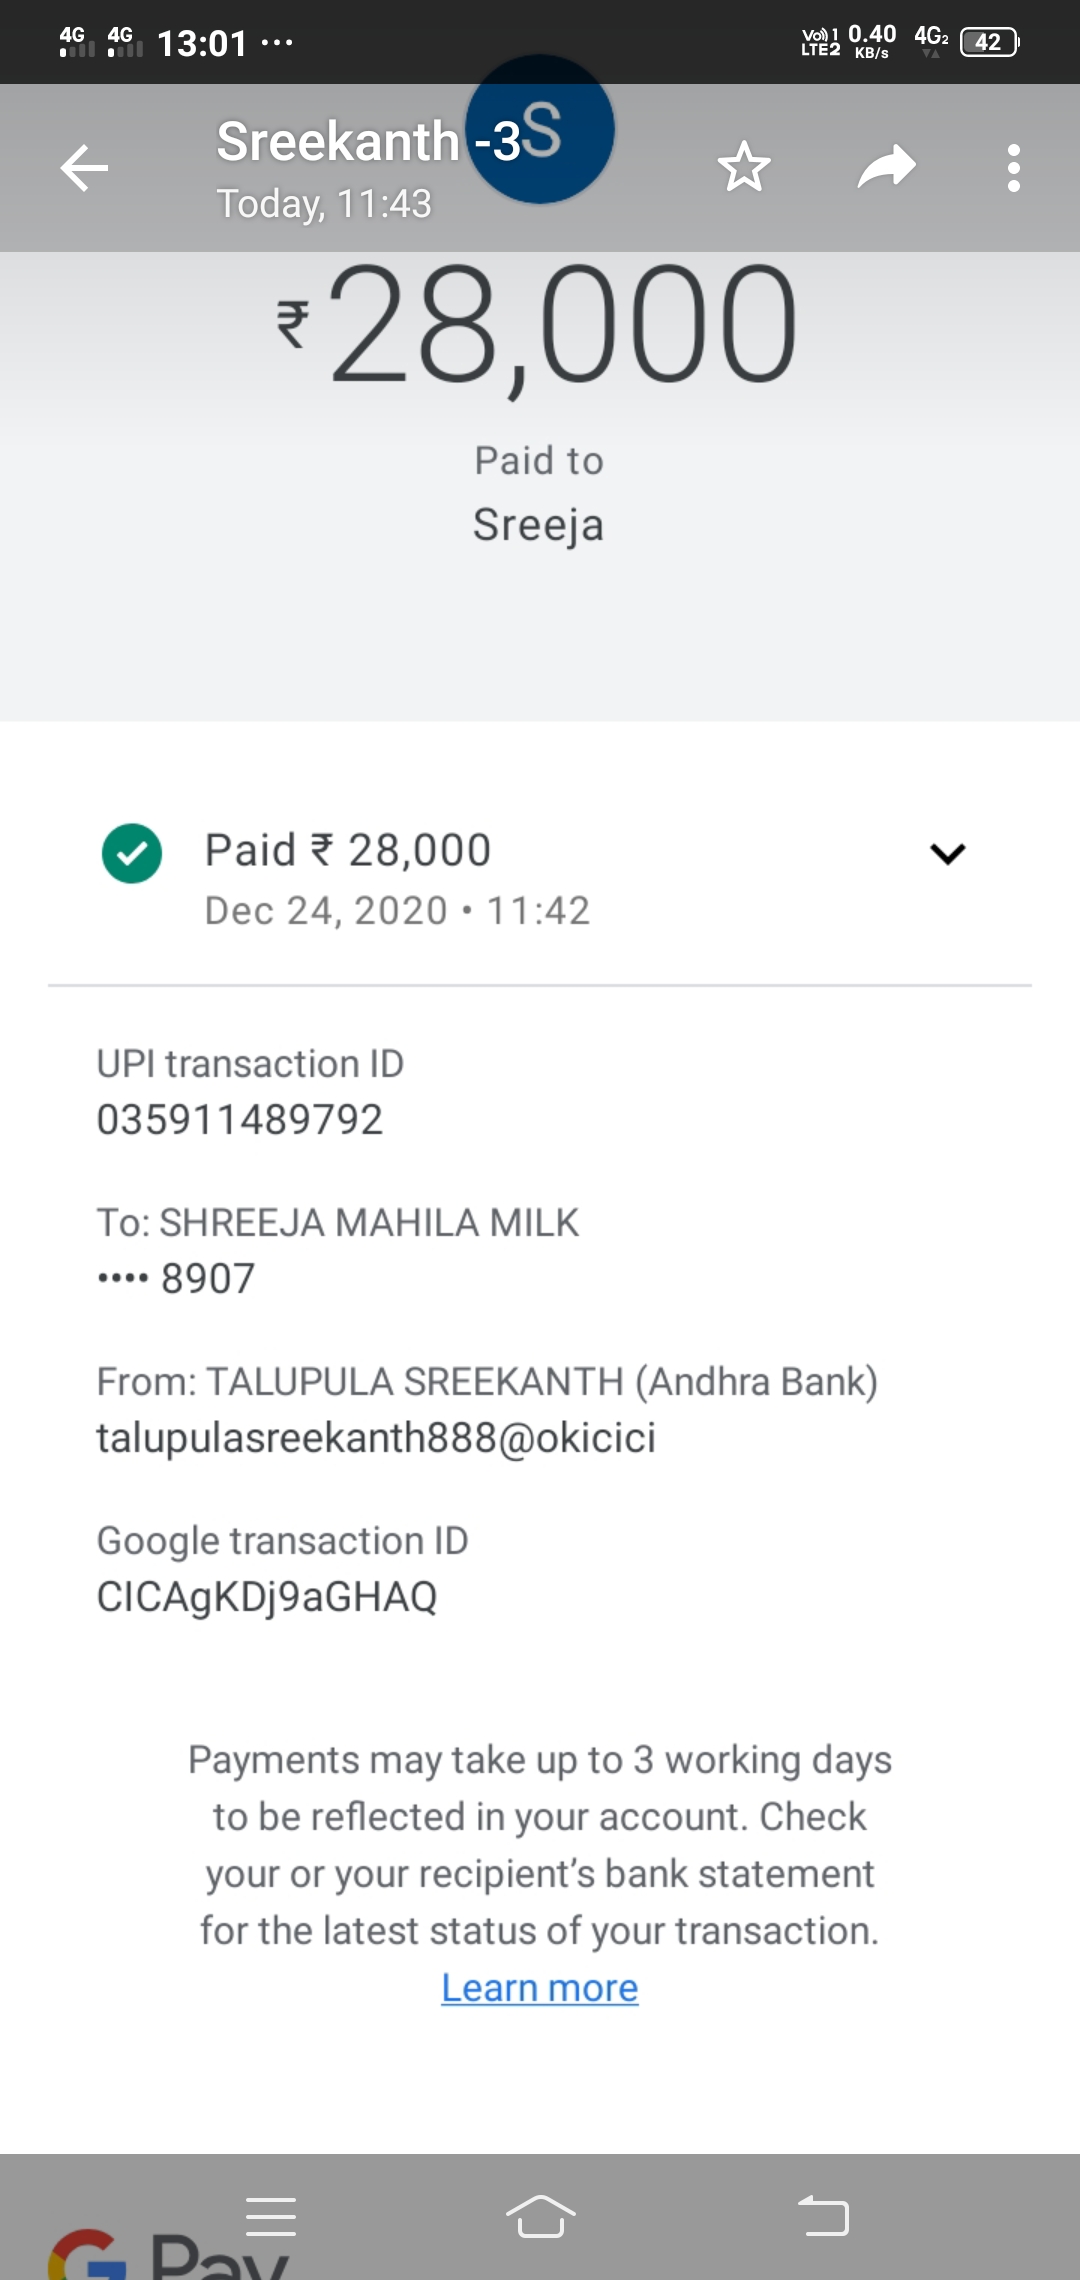 4G 4G 13:01 ... Vo)) 1 LTE2 0.40 KB/s 4G2 42
Sreekanth -3
Today, 11:43
S
₹28,000
Paid to
Sreeja
Paid ₹ 28,000
Dec 24, 2020 • 11:42
UPI transaction ID
035911489792
To: SHREEJA MAHILA MILK
•••• 8907
From: TALUPULA SREEKANTH (Andhra Bank)
talupulasreekanth888@okicici
Google transaction ID
CICAgKDj9aGHAQ
Payments may take up to 3 working days
to be reflected in your account. Check
your or your recipient’s bank statement
for the latest status of your transaction.
Learn more
G Pay